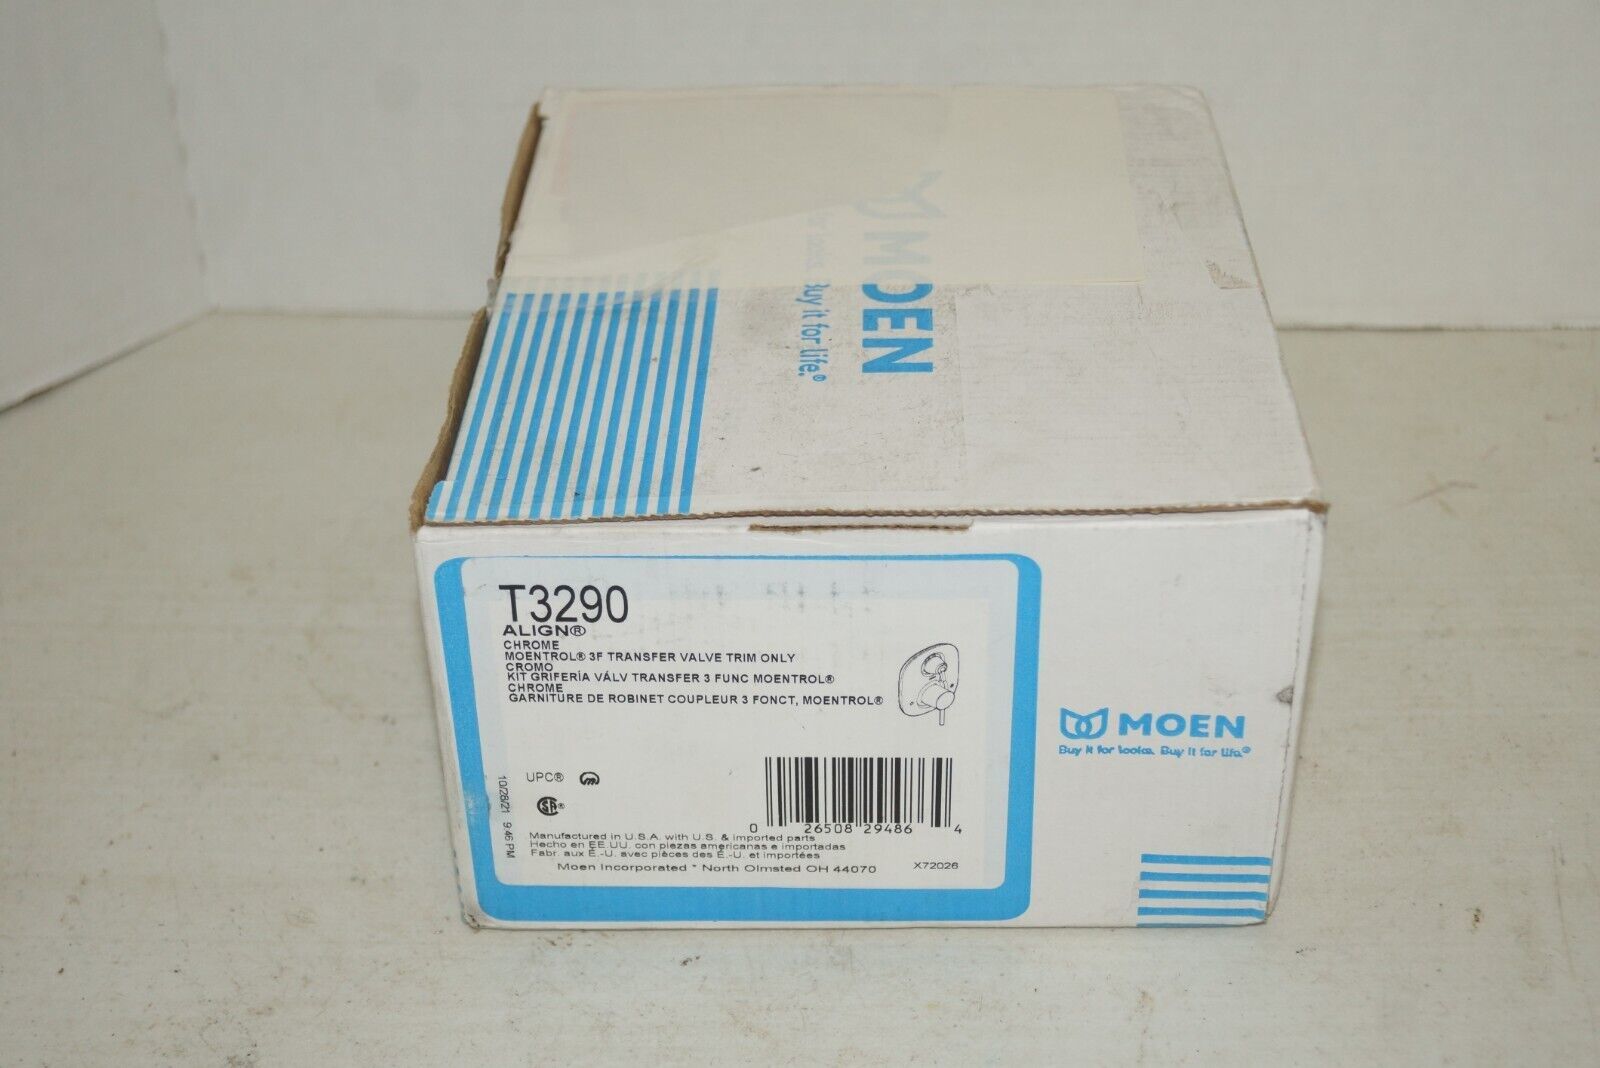 MOEN
for looks. Buy it for life.®
T3290
ALIGN®
CHROME
MOENTROL® 3F TRANSFER VALVE TRIM ONLY
CROMO
KIT GRIFERÍA VÁLV TRANSFER 3 FUNC MOENTROL®
CHROME
GARNITURE DE ROBINET COUPLEUR 3 FONCT, MOENTROL®
MOEN
Buy it for looks. Buy it for life.®
UPC®
CSA®
10/28/21 9:46 PM
0 26508 29486 4
Manufactured in U.S.A. with U.S. & imported parts
Hecho en EE.UU. con piezas americanas e importadas
Fabr. aux É.-U. avec pièces des É.-U. et importées
Moen Incorporated * North Olmsted OH 44070
X72026